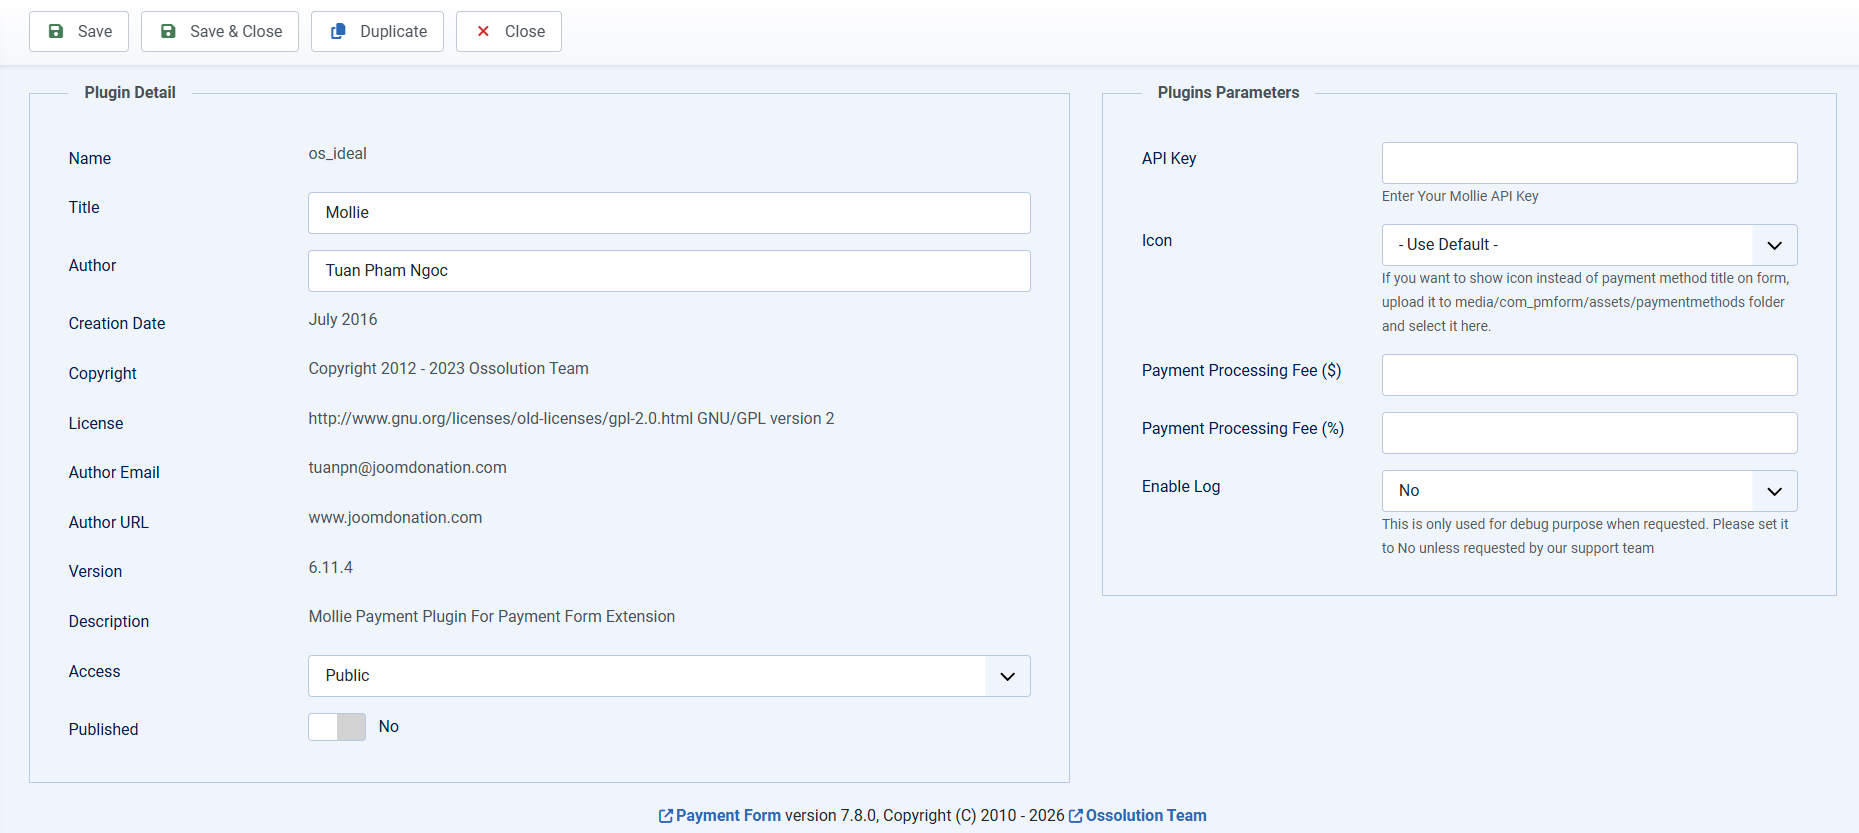 Save
Save & Close
Duplicate
Close
Plugin Detail
Name
os_ideal
Title
Mollie
Author
Tuan Pham Ngoc
Creation Date
July 2016
Copyright
Copyright 2012 - 2023 Ossolution Team
License
http://www.gnu.org/licenses/old-licenses/gpl-2.0.html GNU/GPL version 2
Author Email
tuanpn@joomdonation.com
Author URL
www.joomdonation.com
Version
6.11.4
Description
Mollie Payment Plugin For Payment Form Extension
Access
Public
Published
No
Plugins Parameters
API Key
Enter Your Mollie API Key
Icon
- Use Default -
If you want to show icon instead of payment method title on form,
upload it to media/com_pmform/assets/paymentmethods folder
and select it here.
Payment Processing Fee ($)
Payment Processing Fee (%)
Enable Log
No
This is only used for debug purpose when requested. Please set it
to No unless requested by our support team
Payment Form version 7.8.0, Copyright (C) 2010 - 2026 Ossolution Team